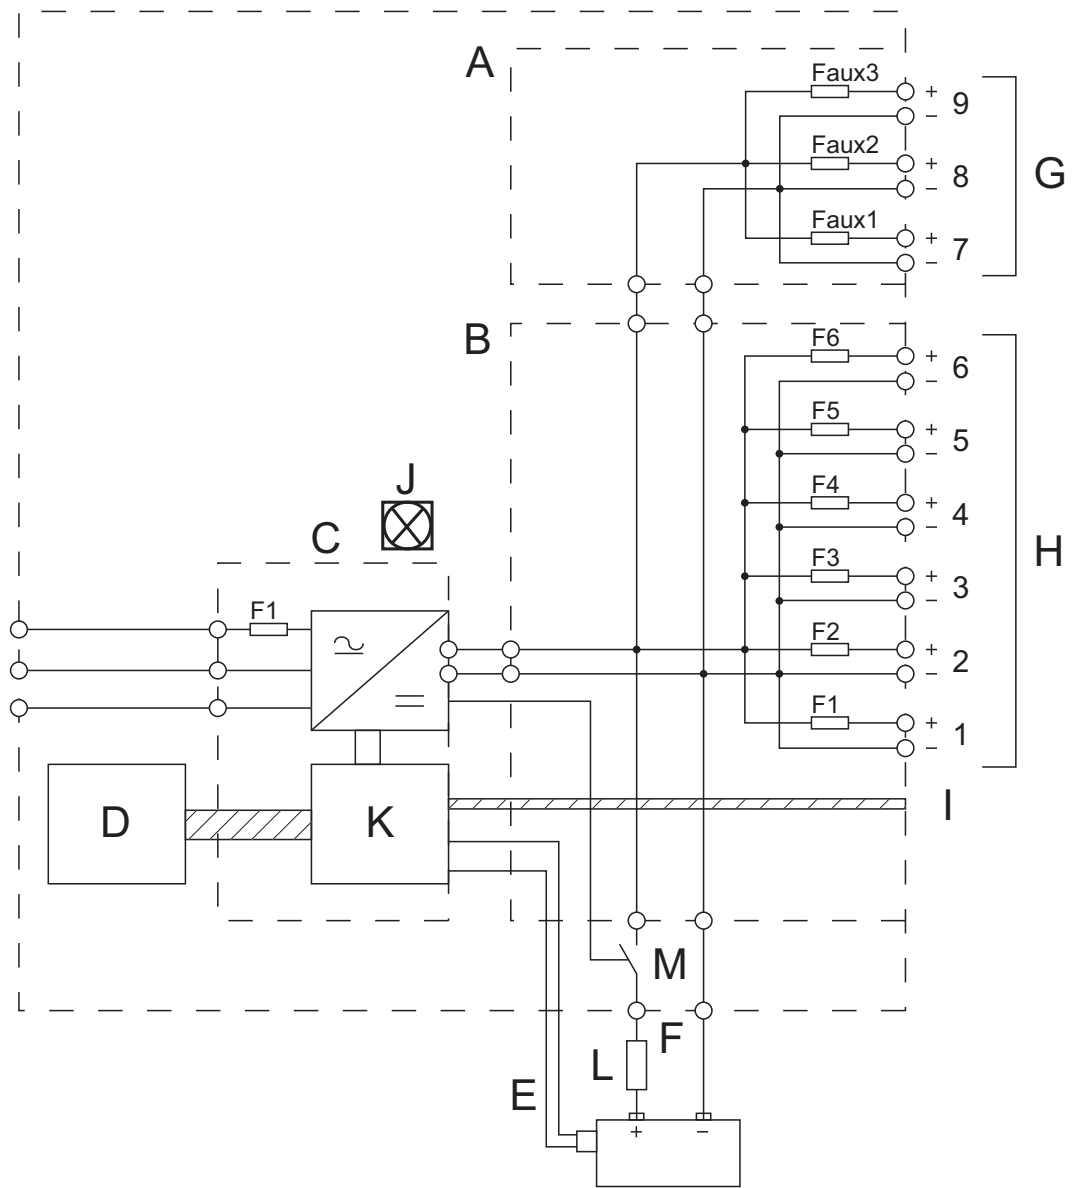 A
Faux3
+ 9
−
Faux2
+ 8
−
G
Faux1
+ 7
−
B
F6
+ 6
−
F5
+ 5
−
F4
+ 4
−
H
F3
+ 3
−
F2
+ 2
−
F1
+ 1
−
J
C
F1
D
K
I
M
F
L
E
+ −